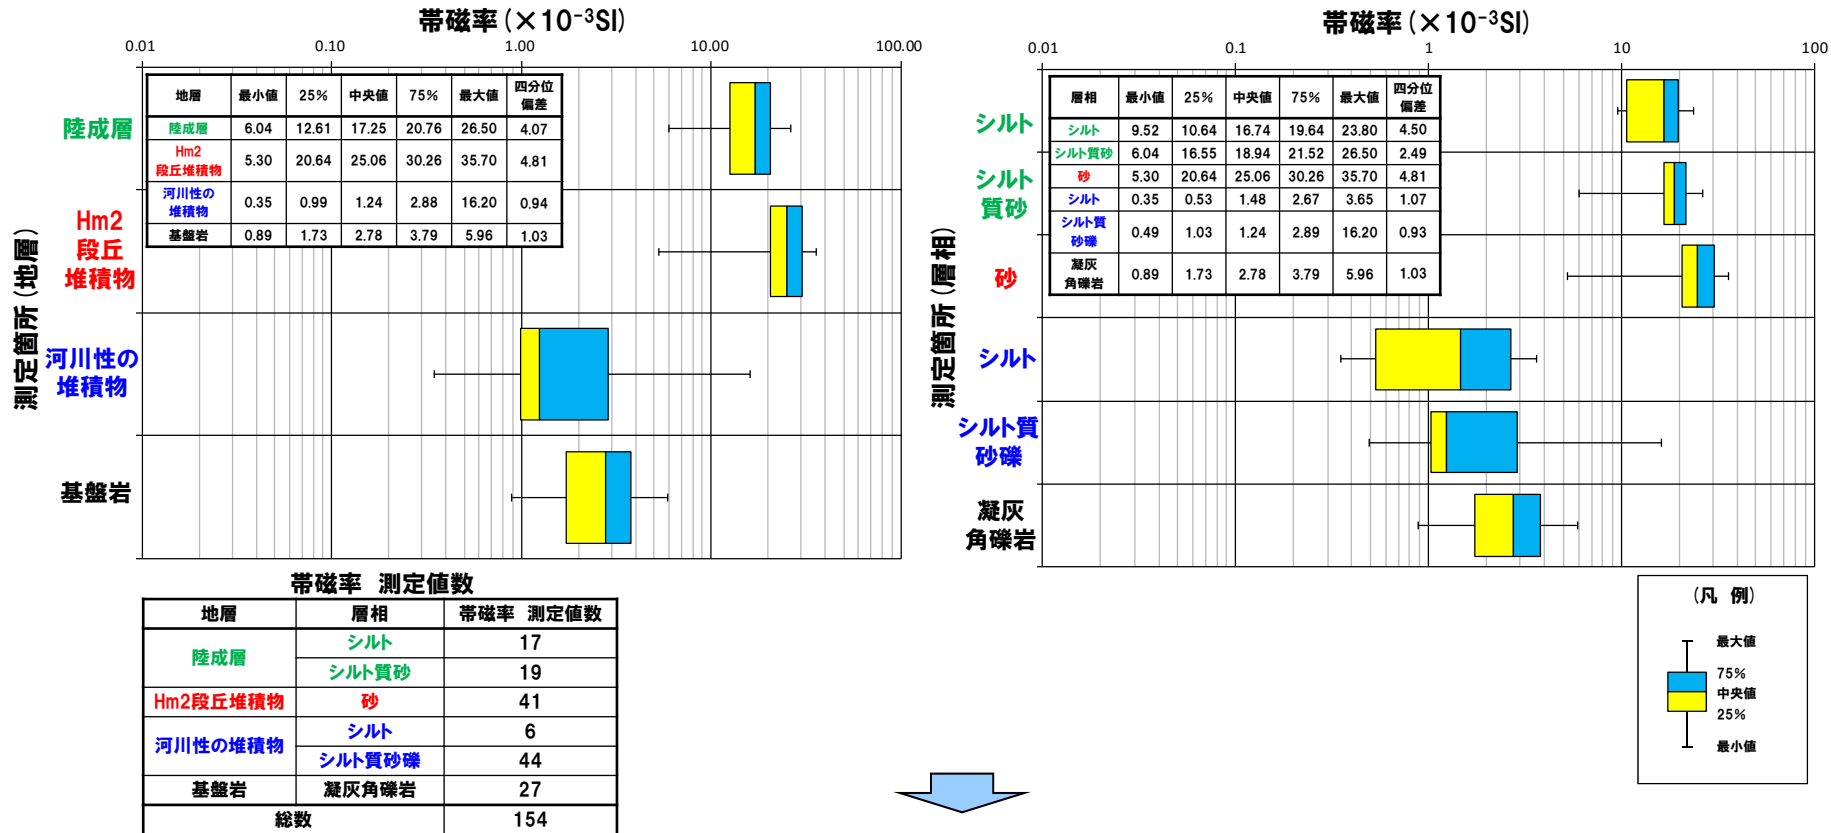 帯磁率(×10⁻³SI)
0.01 0.10 1.00 10.00 100.00
測定箇所(地層)
陸成層
Hm2
段丘
堆積物
河川性の
堆積物
基盤岩
地層 最小値 25% 中央値 75% 最大値 四分位
偏差
陸成層 6.04 12.61 17.25 20.76 26.50 4.07
Hm2
段丘堆積物 5.30 20.64 25.06 30.26 35.70 4.81
河川性の
堆積物 0.35 0.99 1.24 2.88 16.20 0.94
基盤岩 0.89 1.73 2.78 3.79 5.96 1.03
帯磁率(×10⁻³SI)
0.01 0.1 1 10 100
測定箇所(層相)
シルト
シルト
質砂
砂
シルト
シルト質
砂礫
凝灰
角礫岩
層相 最小値 25% 中央値 75% 最大値 四分位
偏差
シルト 9.52 10.64 16.74 19.64 23.80 4.50
シルト質砂 6.04 16.55 18.94 21.52 26.50 2.49
砂 5.30 20.64 25.06 30.26 35.70 4.81
シルト 0.35 0.53 1.48 2.67 3.65 1.07
シルト質
砂礫 0.49 1.03 1.24 2.89 16.20 0.93
凝灰
角礫岩 0.89 1.73 2.78 3.79 5.96 1.03
帯磁率 測定値数
地層 層相 帯磁率 測定値数
陸成層 シルト 17
シルト質砂 19
Hm2段丘堆積物 砂 41
河川性の堆積物 シルト 6
シルト質砂礫 44
基盤岩 凝灰角礫岩 27
総数 154
(凡 例)
最大値
75%
中央値
25%
最小値